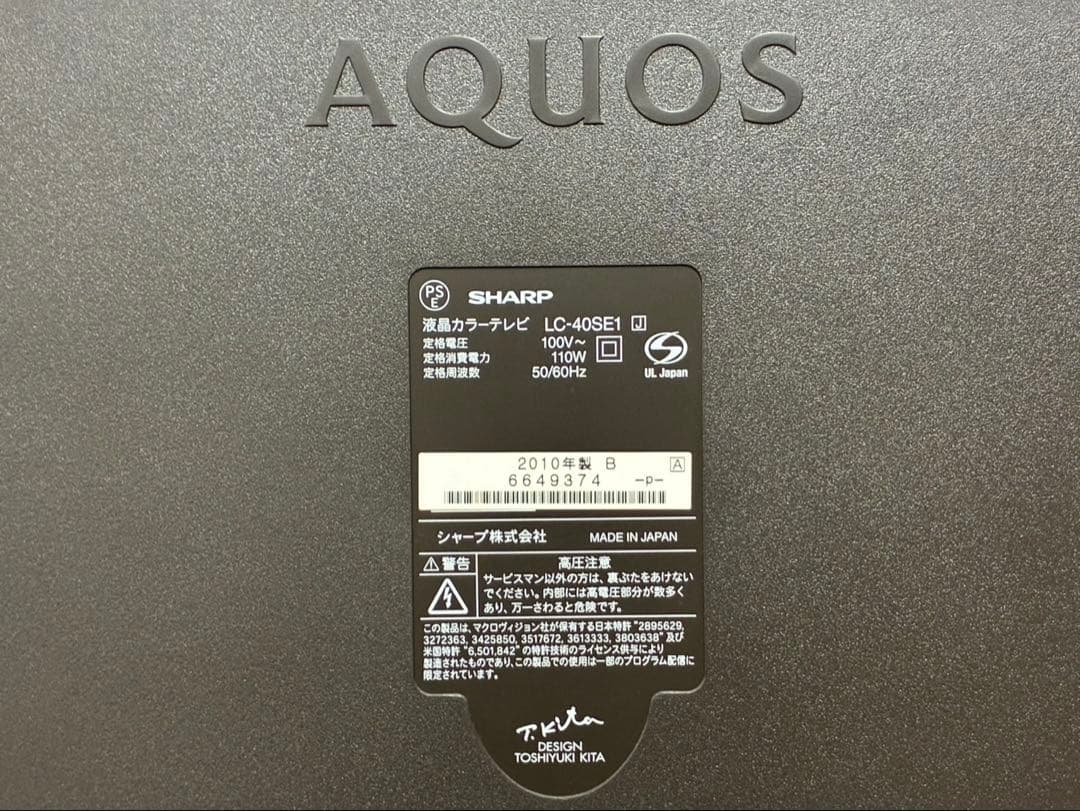 AQUOS
PS
E
SHARP
液晶カラーテレビ LC-40SE1 J
定格電圧 100V~
定格消費電力 110W
定格周波数 50/60Hz
UL Japan
2010年製 B A
6649374 -p-
シャープ株式会社 MADE IN JAPAN
警告 高圧注意
サービスマン以外の方は、裏ぶたをあけない
でください。内部には高電圧部分が数多く
あり、万一さわると危険です。
この製品は、マクロヴィジョン社が保有する日本特許 "2895629,
3272363, 3425850, 3517672, 3613333, 3803638" 及び
米国特許 "6,501,842" の特許技術のライセンス供与により
製造されたものであり、この製品での使用は一部のプログラム配信に
限定されています。
T. Kita
DESIGN
TOSHIYUKI KITA